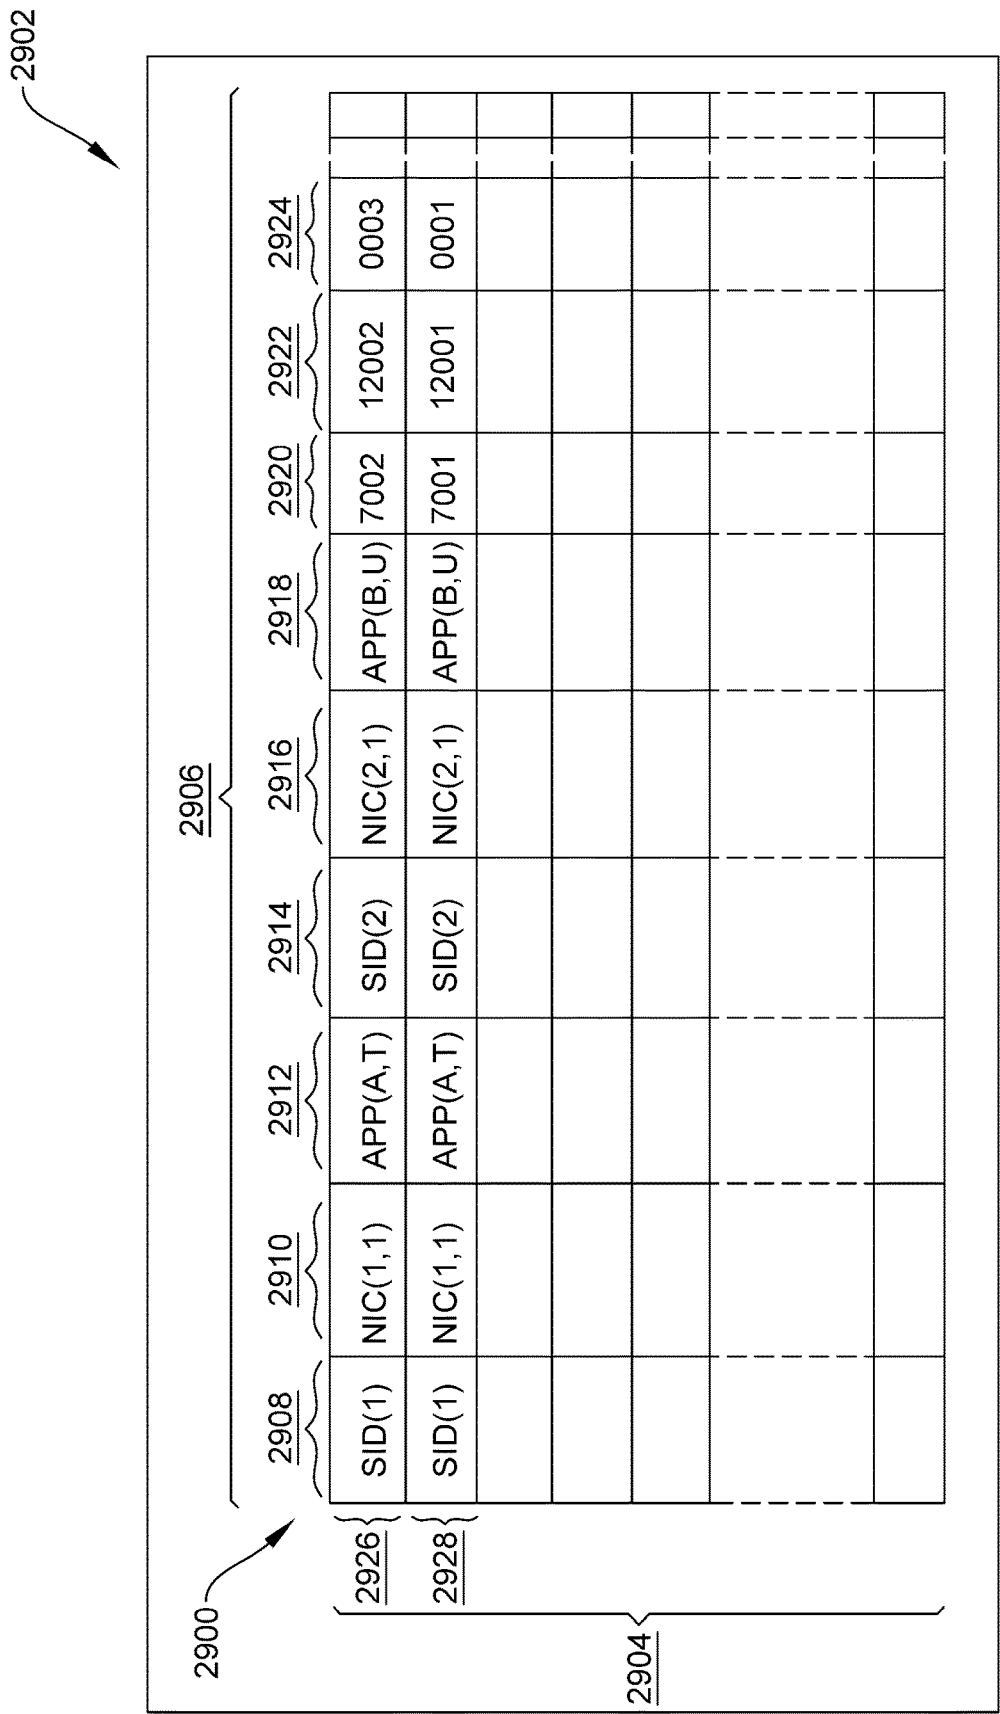 2902
2906
2900
2908 2910 2912 2914 2916 2918 2920 2922 2924
2926 SID(1) NIC(1,1) APP(A,T) SID(2) NIC(2,1) APP(B,U) 7002 12002 0003
2928 SID(1) NIC(1,1) APP(A,T) SID(2) NIC(2,1) APP(B,U) 7001 12001 0001
2904